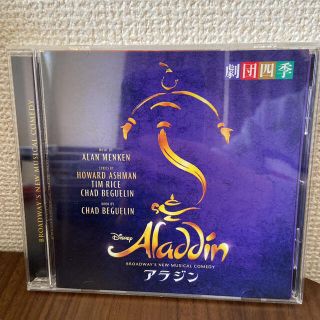 劇団四季
MUSIC BY
ALAN MENKEN
LYRICS BY
HOWARD ASHMAN
TIM RICE
CHAD BEGUELIN
BOOK BY
CHAD BEGUELIN
Disney
Aladdin
BROADWAY'S NEW MUSICAL COMEDY
アラジン
BROADWAY'S NEW MUSICAL COMEDY